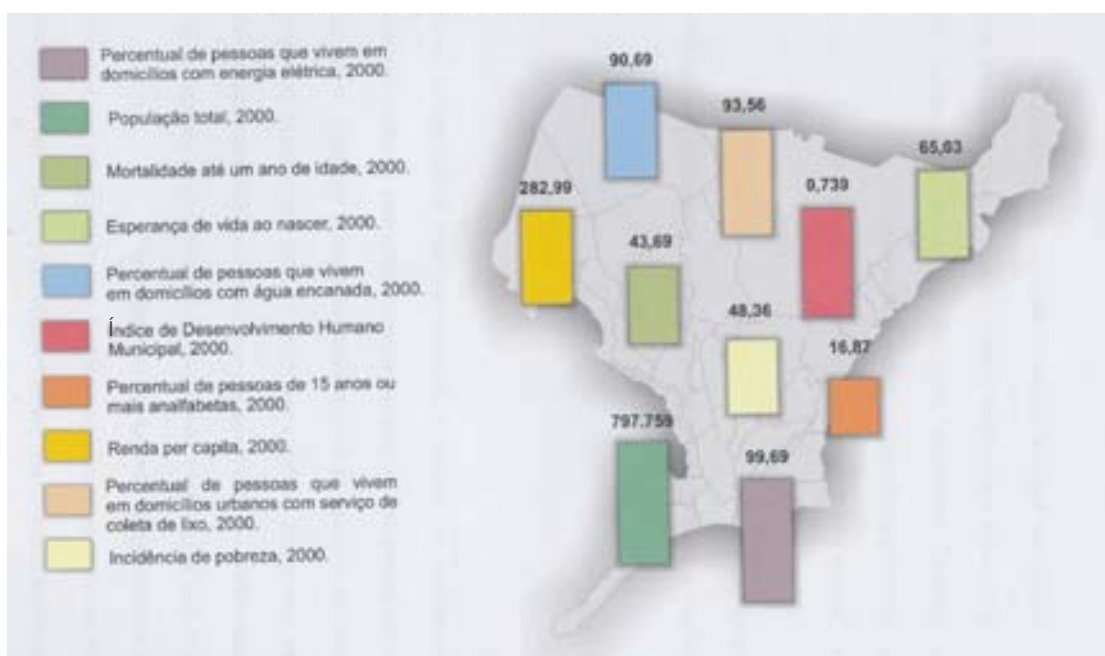 Percentual de pessoas que vivem em
domicílios com energia elétrica, 2000.
População total, 2000.
Mortalidade até um ano de idade, 2000.
Esperança de vida ao nascer, 2000.
Percentual de pessoas que vivem
em domicílios com água encanada, 2000.
Índice de Desenvolvimento Humano
Municipal, 2000.
Percentual de pessoas de 15 anos ou
mais analfabetas, 2000.
Renda per capita, 2000.
Percentual de pessoas que vivem
em domicílios urbanos com serviço de
coleta de lixo, 2000.
Incidência de pobreza, 2000.
90,69
93,56
65,03
282,99
0,739
43,69
48,36
16,87
797.759
99,69